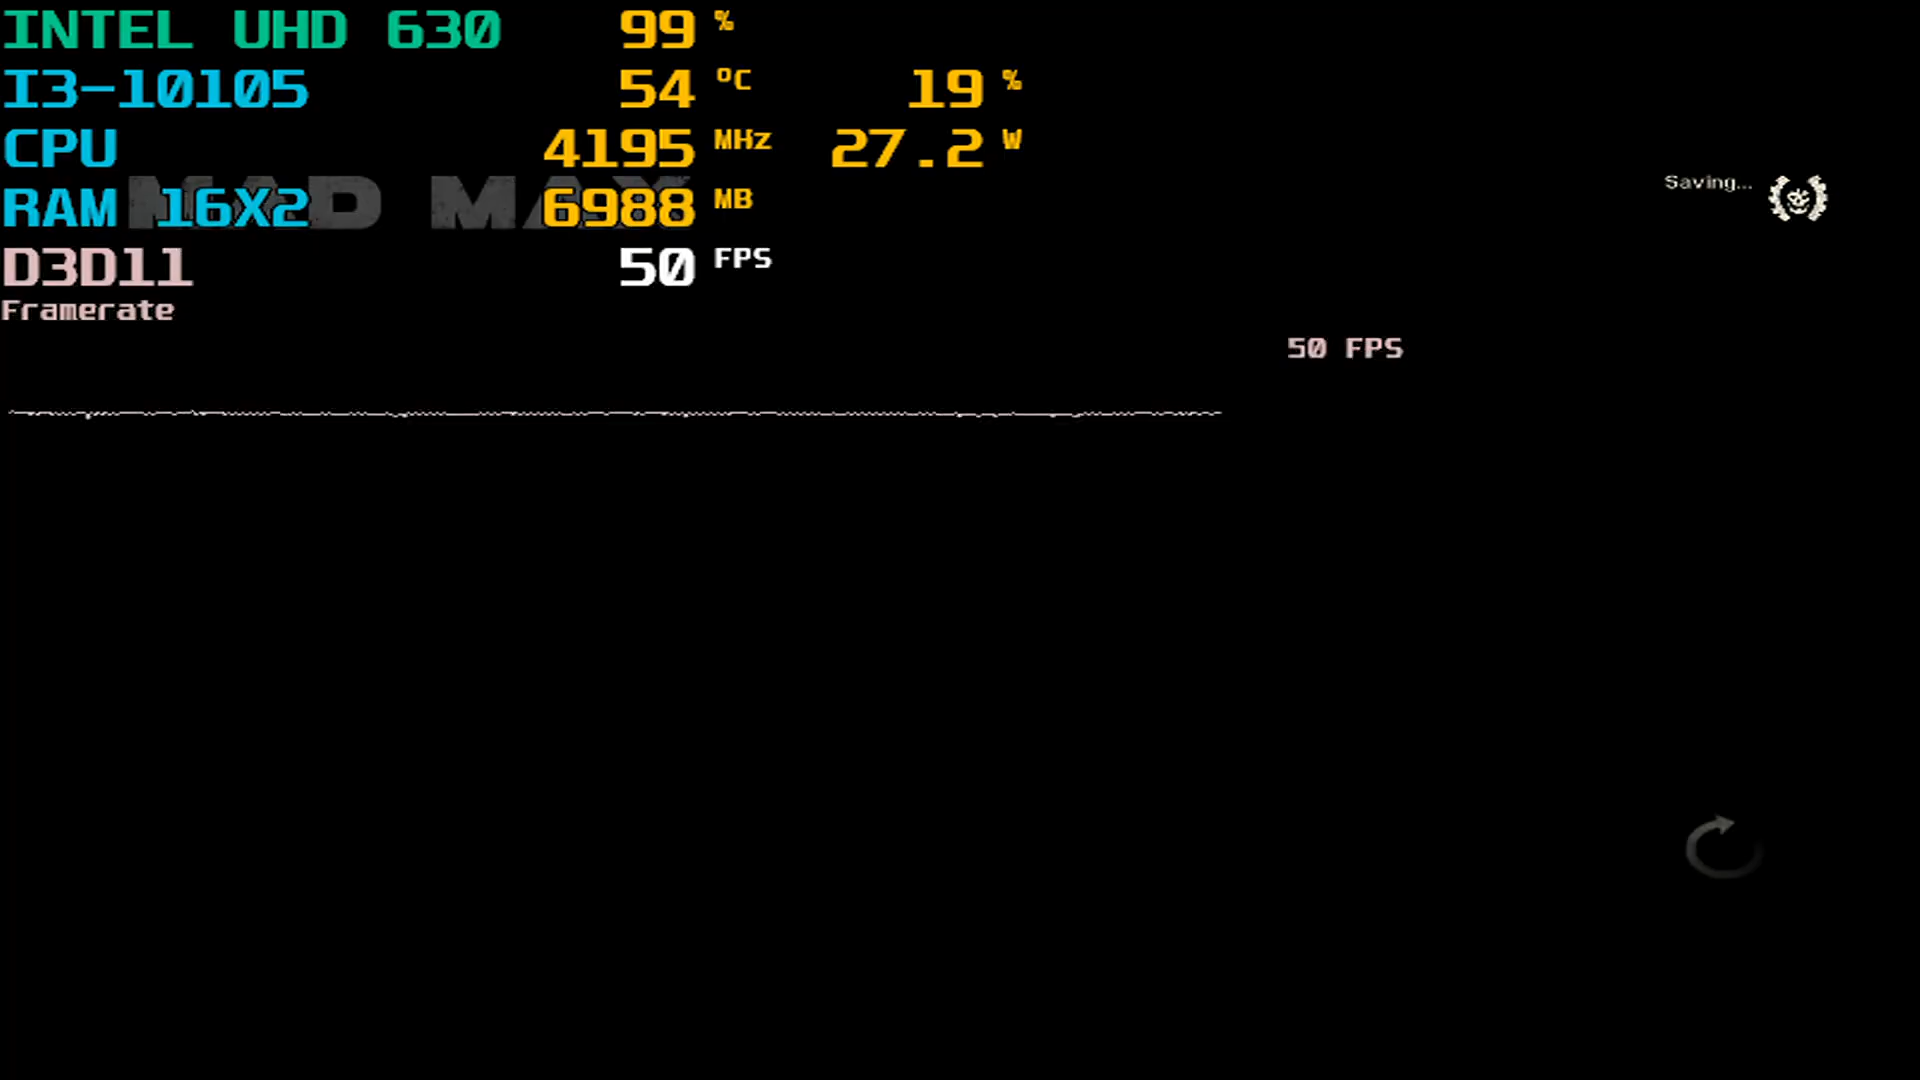 INTEL UHD 630 99 %
I3-10105 54 °C 19 %
CPU 4195 MHz 27.2 W
MAD MAX
RAM 16X2 6988 MB
Saving...
D3D11 50 FPS
Framerate
50 FPS